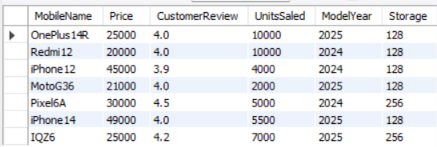 MobileName Price CustomerReview UnitsSaled ModelYear Storage
OnePlus14R 25000 4.0 10000 2025 128
Redmi12 20000 4.0 10000 2024 128
iPhone12 45000 3.9 4000 2024 128
MotoG36 21000 4.0 2000 2025 128
Pixel6A 30000 4.5 5000 2024 256
iPhone14 49000 4.0 5500 2025 128
IQZ6 25000 4.2 7000 2025 256